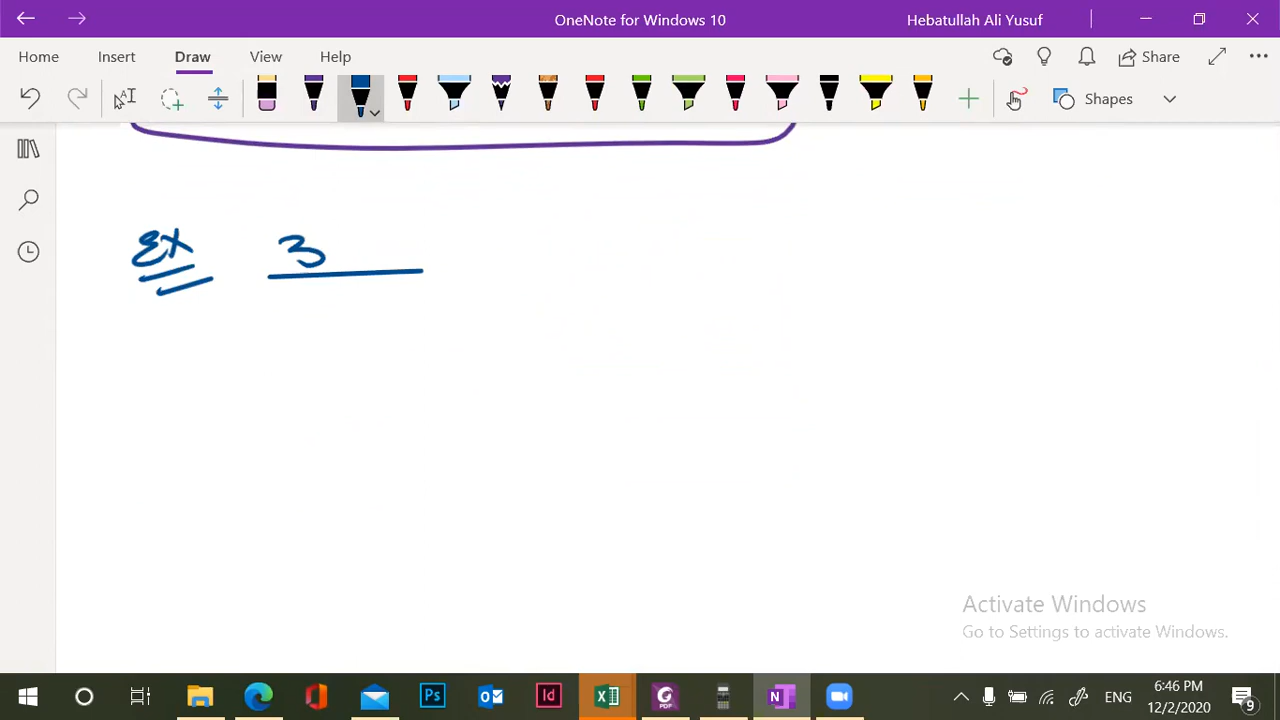 OneNote for Windows 10
Hebatullah Ali Yusuf
Home Insert Draw View Help
Share
Shapes
Ex 3
Activate Windows
Go to Settings to activate Windows.
ENG
6:46 PM
12/2/2020
9